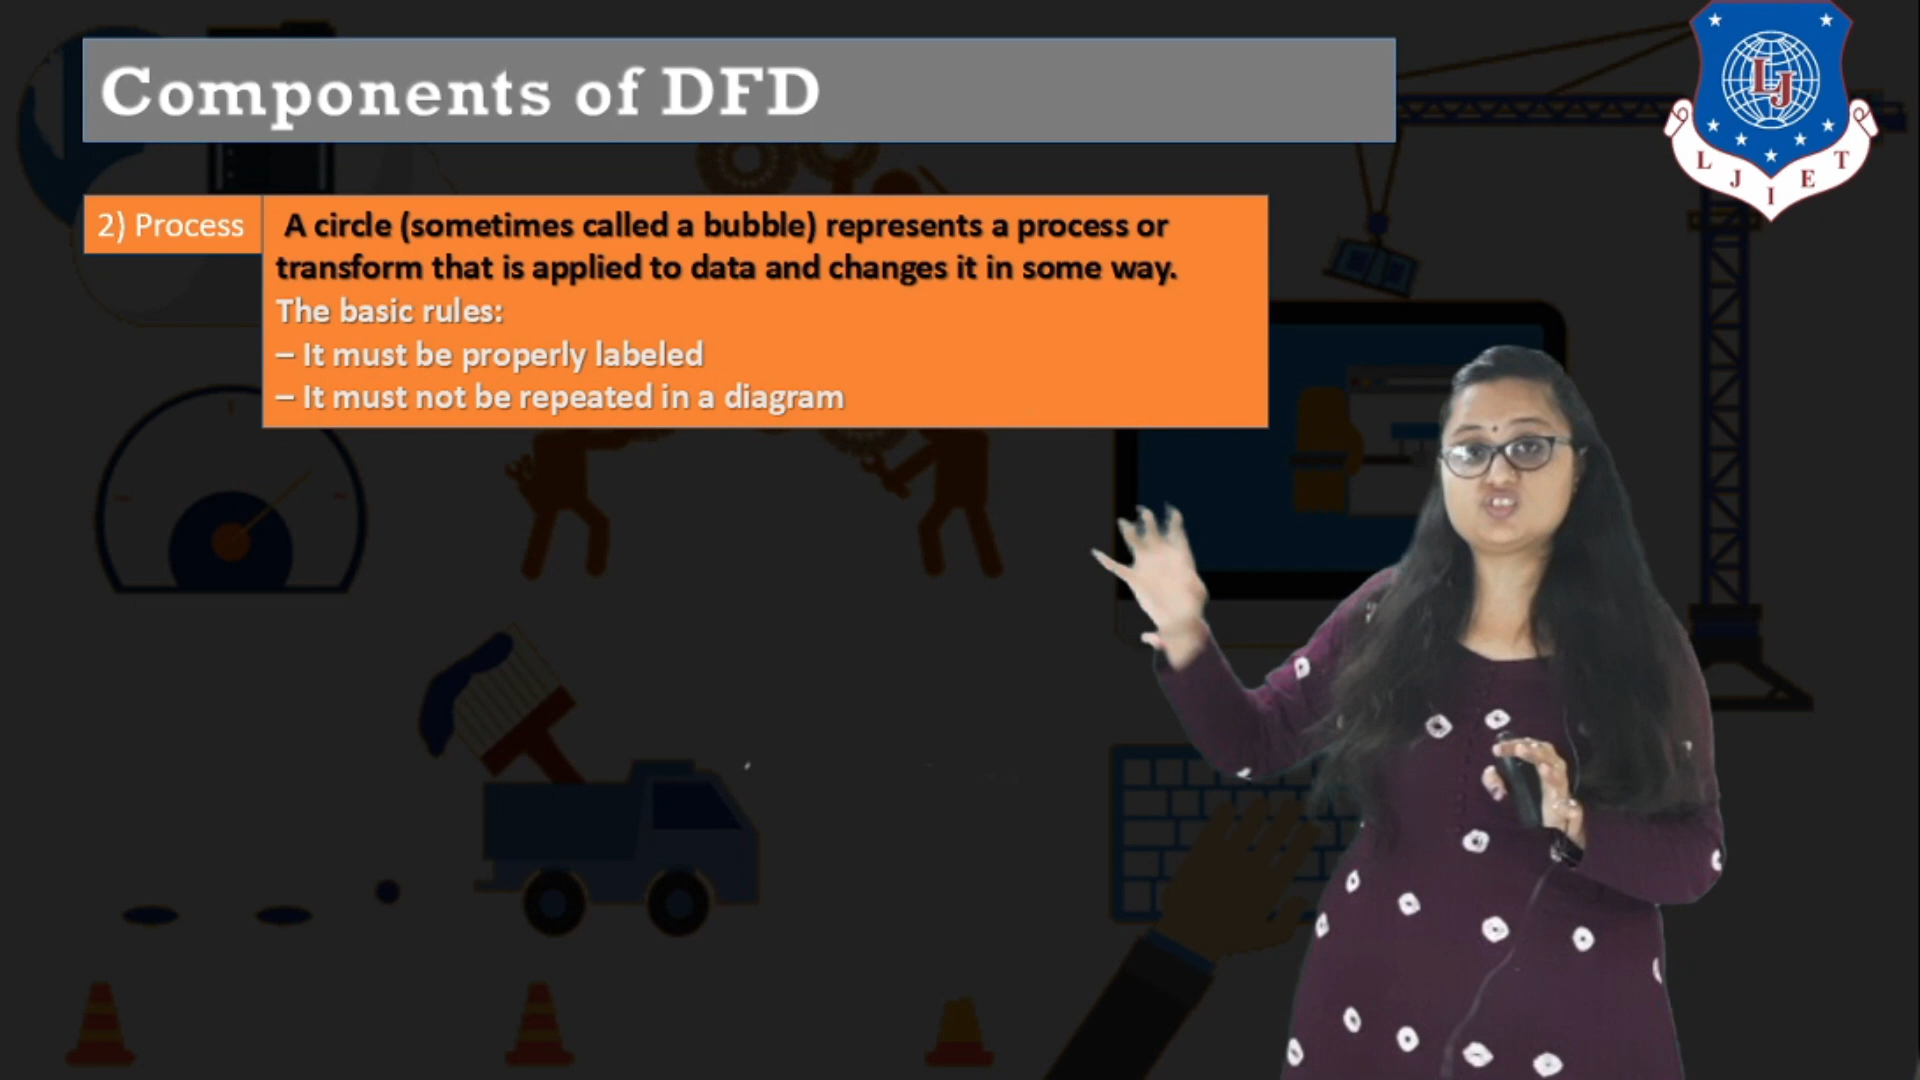 Components of DFD
2) Process
A circle (sometimes called a bubble) represents a process or
transform that is applied to data and changes it in some way.
The basic rules:
– It must be properly labeled
– It must not be repeated in a diagram
LJ
L J I E T